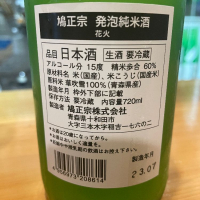 鳩正宗 発泡純米酒
花火
品目 日本酒 生酒 要冷蔵
アルコール分 15度 精米歩合 60%
原材料名 米(国産)、米こうじ(国産米)
原料米 華吹雪100%(青森県産)
製造年月 枠外下部に記載
保存方法 要冷蔵 内容量720ml
製造者 鳩正宗株式会社
青森県十和田市
大字三本木字稲吉一七六の二
製造年月
23.07